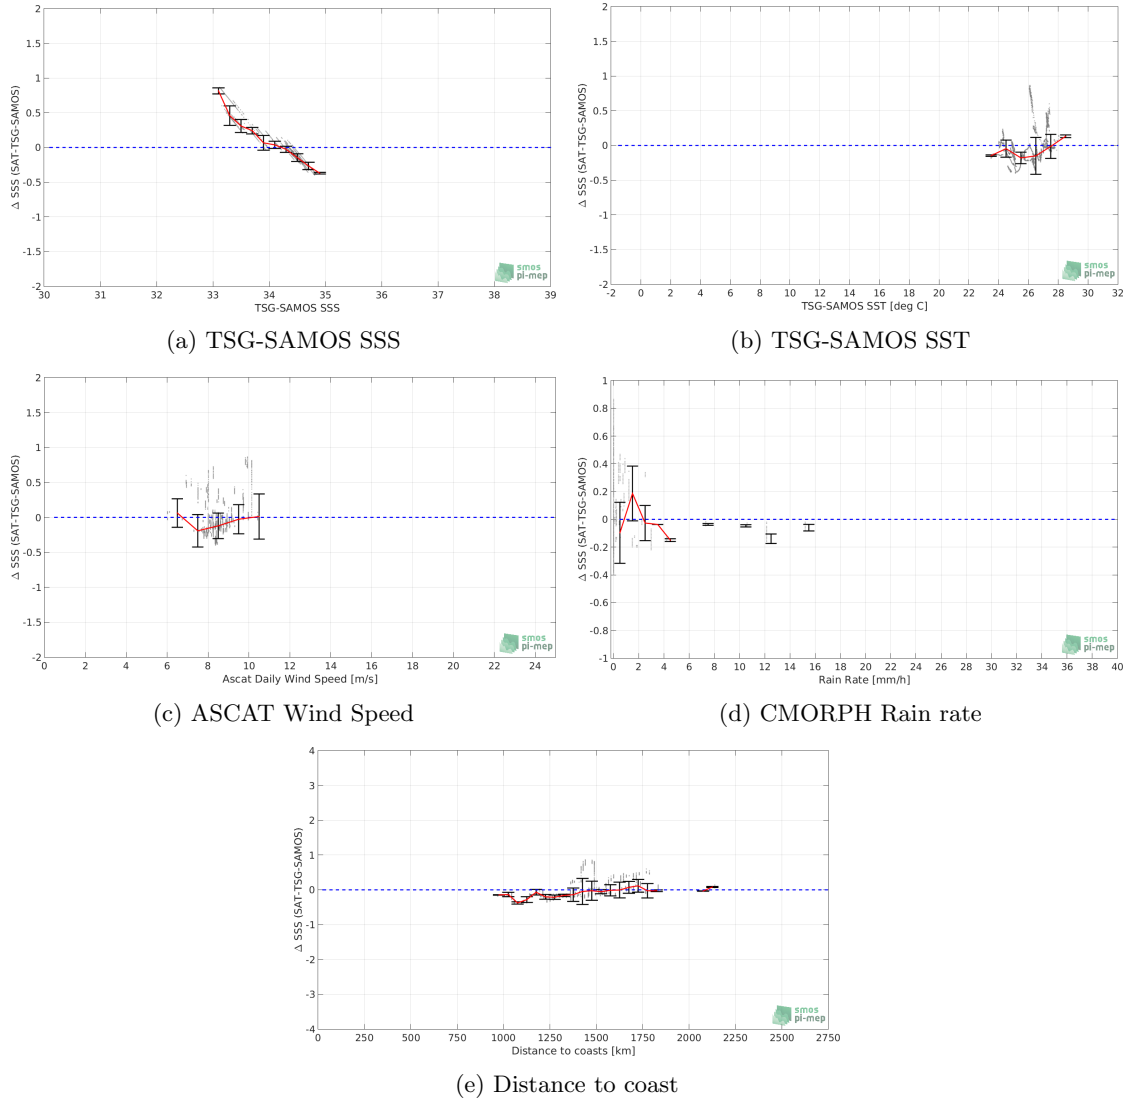 2
1.5
1
0.5
0
-0.5
-1
-1.5
-2
Δ SSS (SAT-TSG-SAMOS)
30 31 32 33 34 35 36 37 38 39
TSG-SAMOS SSS
smos
pi-mep
(a) TSG-SAMOS SSS
2
1.5
1
0.5
0
-0.5
-1
-1.5
-2
Δ SSS (SAT-TSG-SAMOS)
-2 0 2 4 6 8 10 12 14 16 18 20 22 24 26 28 30 32
TSG-SAMOS SST [deg C]
smos
pi-mep
(b) TSG-SAMOS SST
2
1.5
1
0.5
0
-0.5
-1
-1.5
-2
Δ SSS (SAT-TSG-SAMOS)
0 2 4 6 8 10 12 14 16 18 20 22 24
Ascat Daily Wind Speed [m/s]
smos
pi-mep
(c) ASCAT Wind Speed
1
0.8
0.6
0.4
0.2
0
-0.2
-0.4
-0.6
-0.8
-1
Δ SSS (SAT-TSG-SAMOS)
0 2 4 6 8 10 12 14 16 18 20 22 24 26 28 30 32 34 36 38 40
Rain Rate [mm/h]
smos
pi-mep
(d) CMORPH Rain rate
4
3
2
1
0
-1
-2
-3
-4
Δ SSS (SAT-TSG-SAMOS)
0 250 500 750 1000 1250 1500 1750 2000 2250 2500 2750
Distance to coasts [km]
smos
pi-mep
(e) Distance to coast